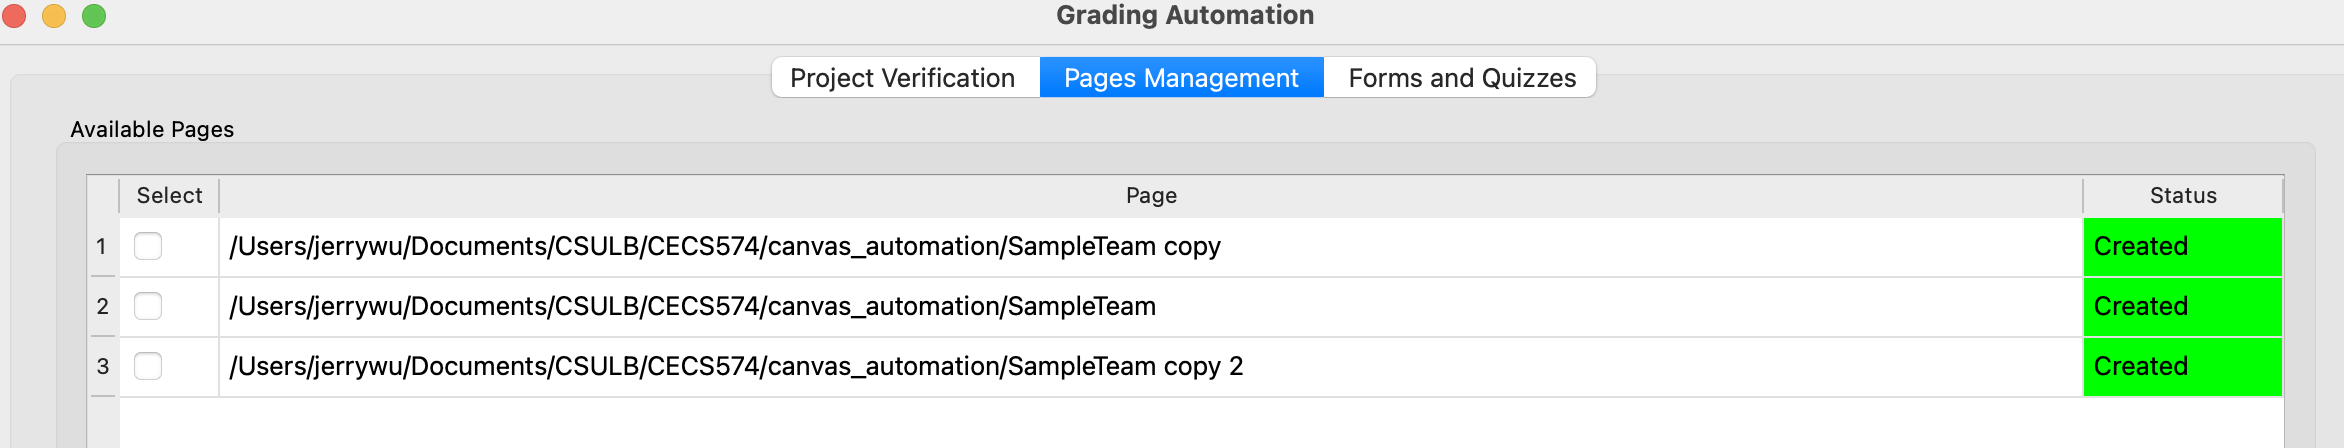 Grading Automation
Project Verification Pages Management Forms and Quizzes
Available Pages
Select Page Status
1 /Users/jerrywu/Documents/CSULB/CECS574/canvas_automation/SampleTeam copy Created
2 /Users/jerrywu/Documents/CSULB/CECS574/canvas_automation/SampleTeam Created
3 /Users/jerrywu/Documents/CSULB/CECS574/canvas_automation/SampleTeam copy 2 Created